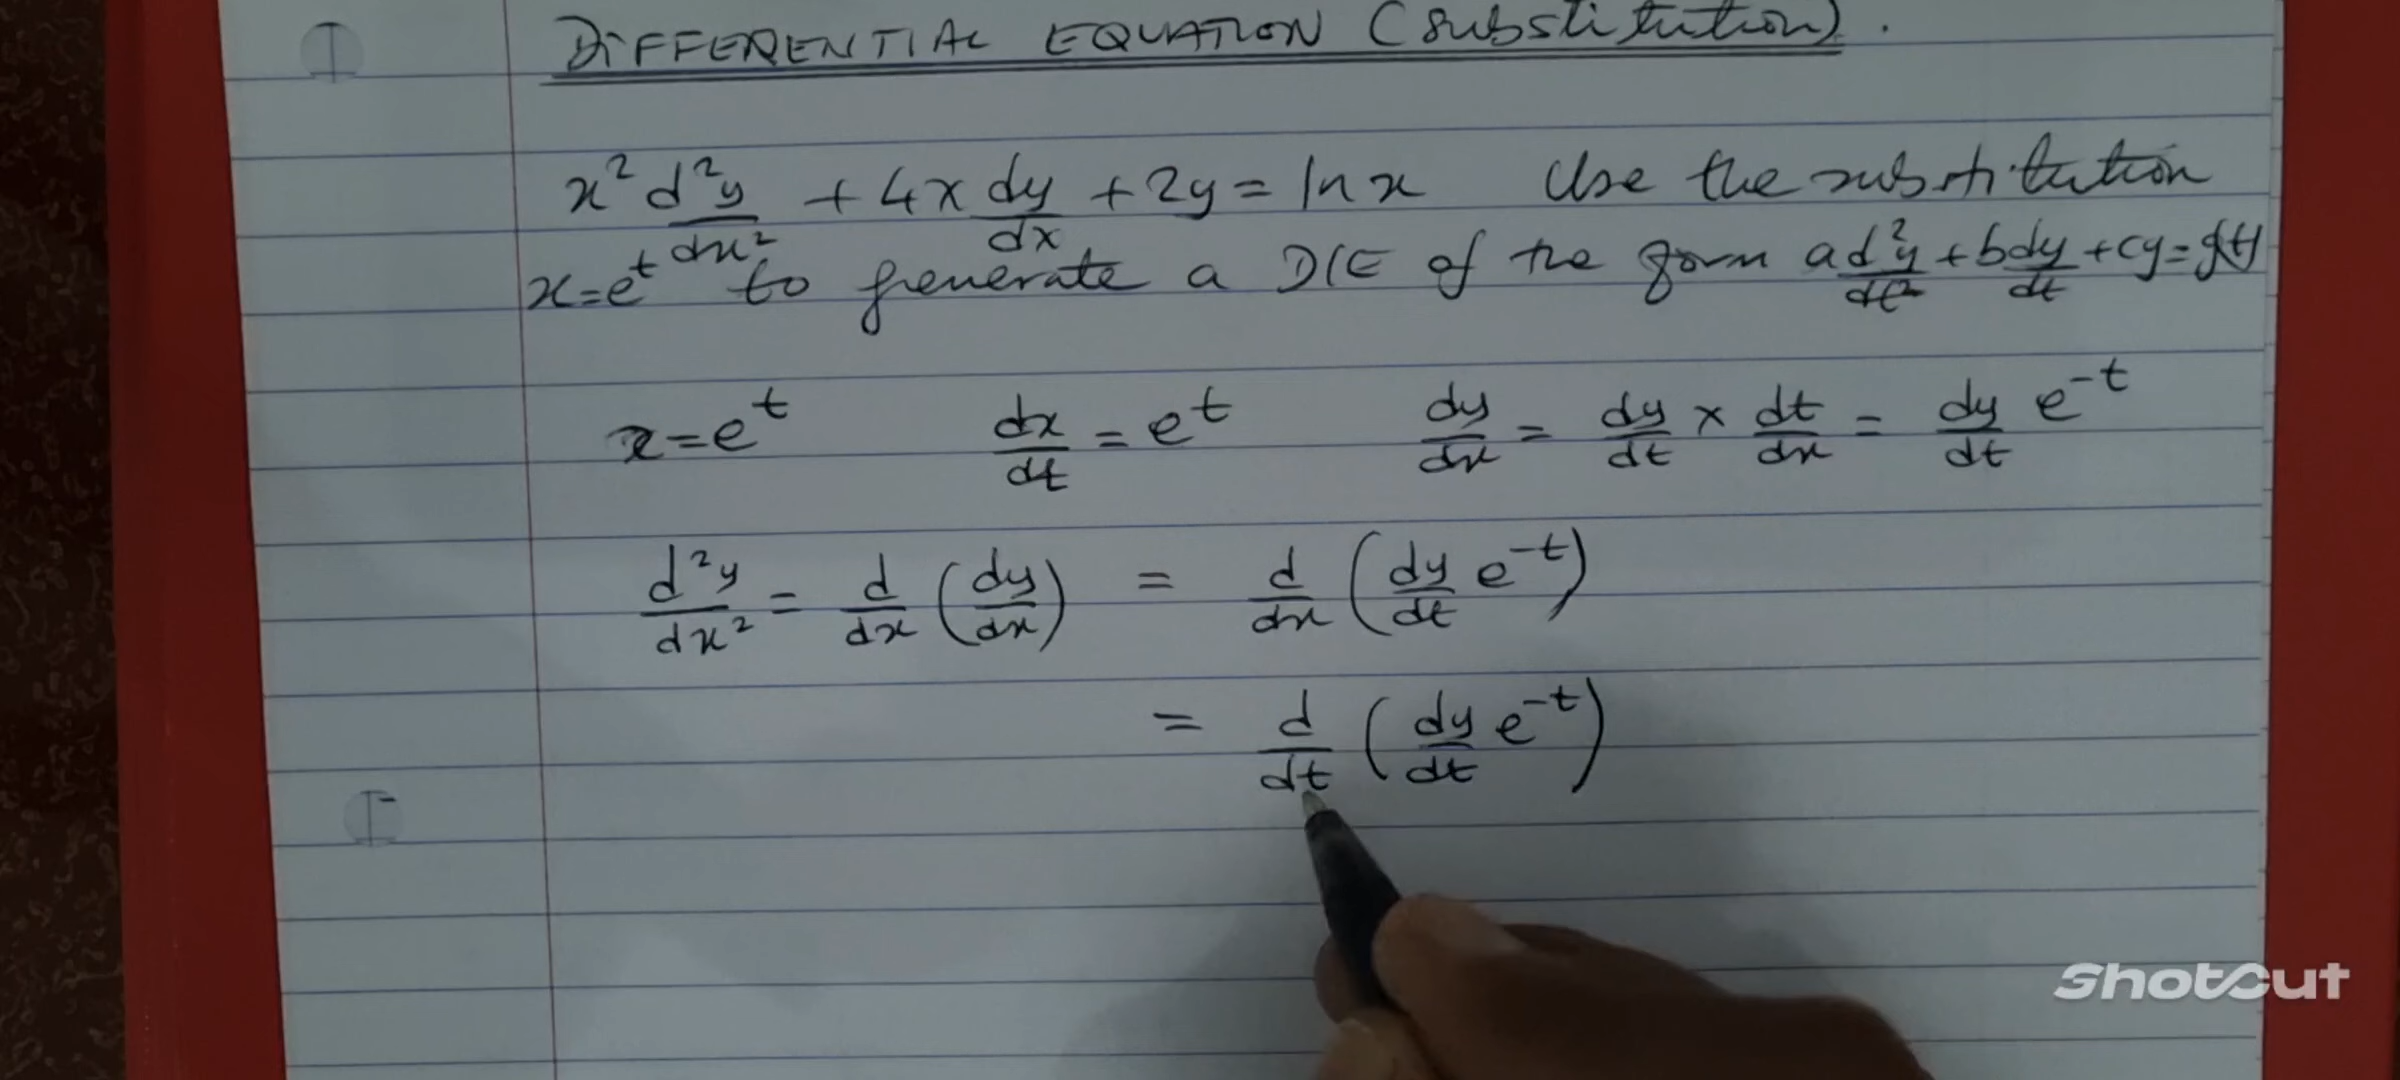 DIFFERENTIAL EQUATION (substitution).
x² d²y/dx² + 4x dy/dx + 2y = ln x Use the substitution
x=e^t to generate a D/E of the form a d²y/dt² + b dy/dt + cy = f(t)
x=e^t dx/dt = e^t dy/dx = dy/dt × dt/dx = dy/dt e^-t
d²y/dx² = d/dx (dy/dx) = d/dx (dy/dt e^-t)
= d/dt (dy/dt e^-t)
Shotcut